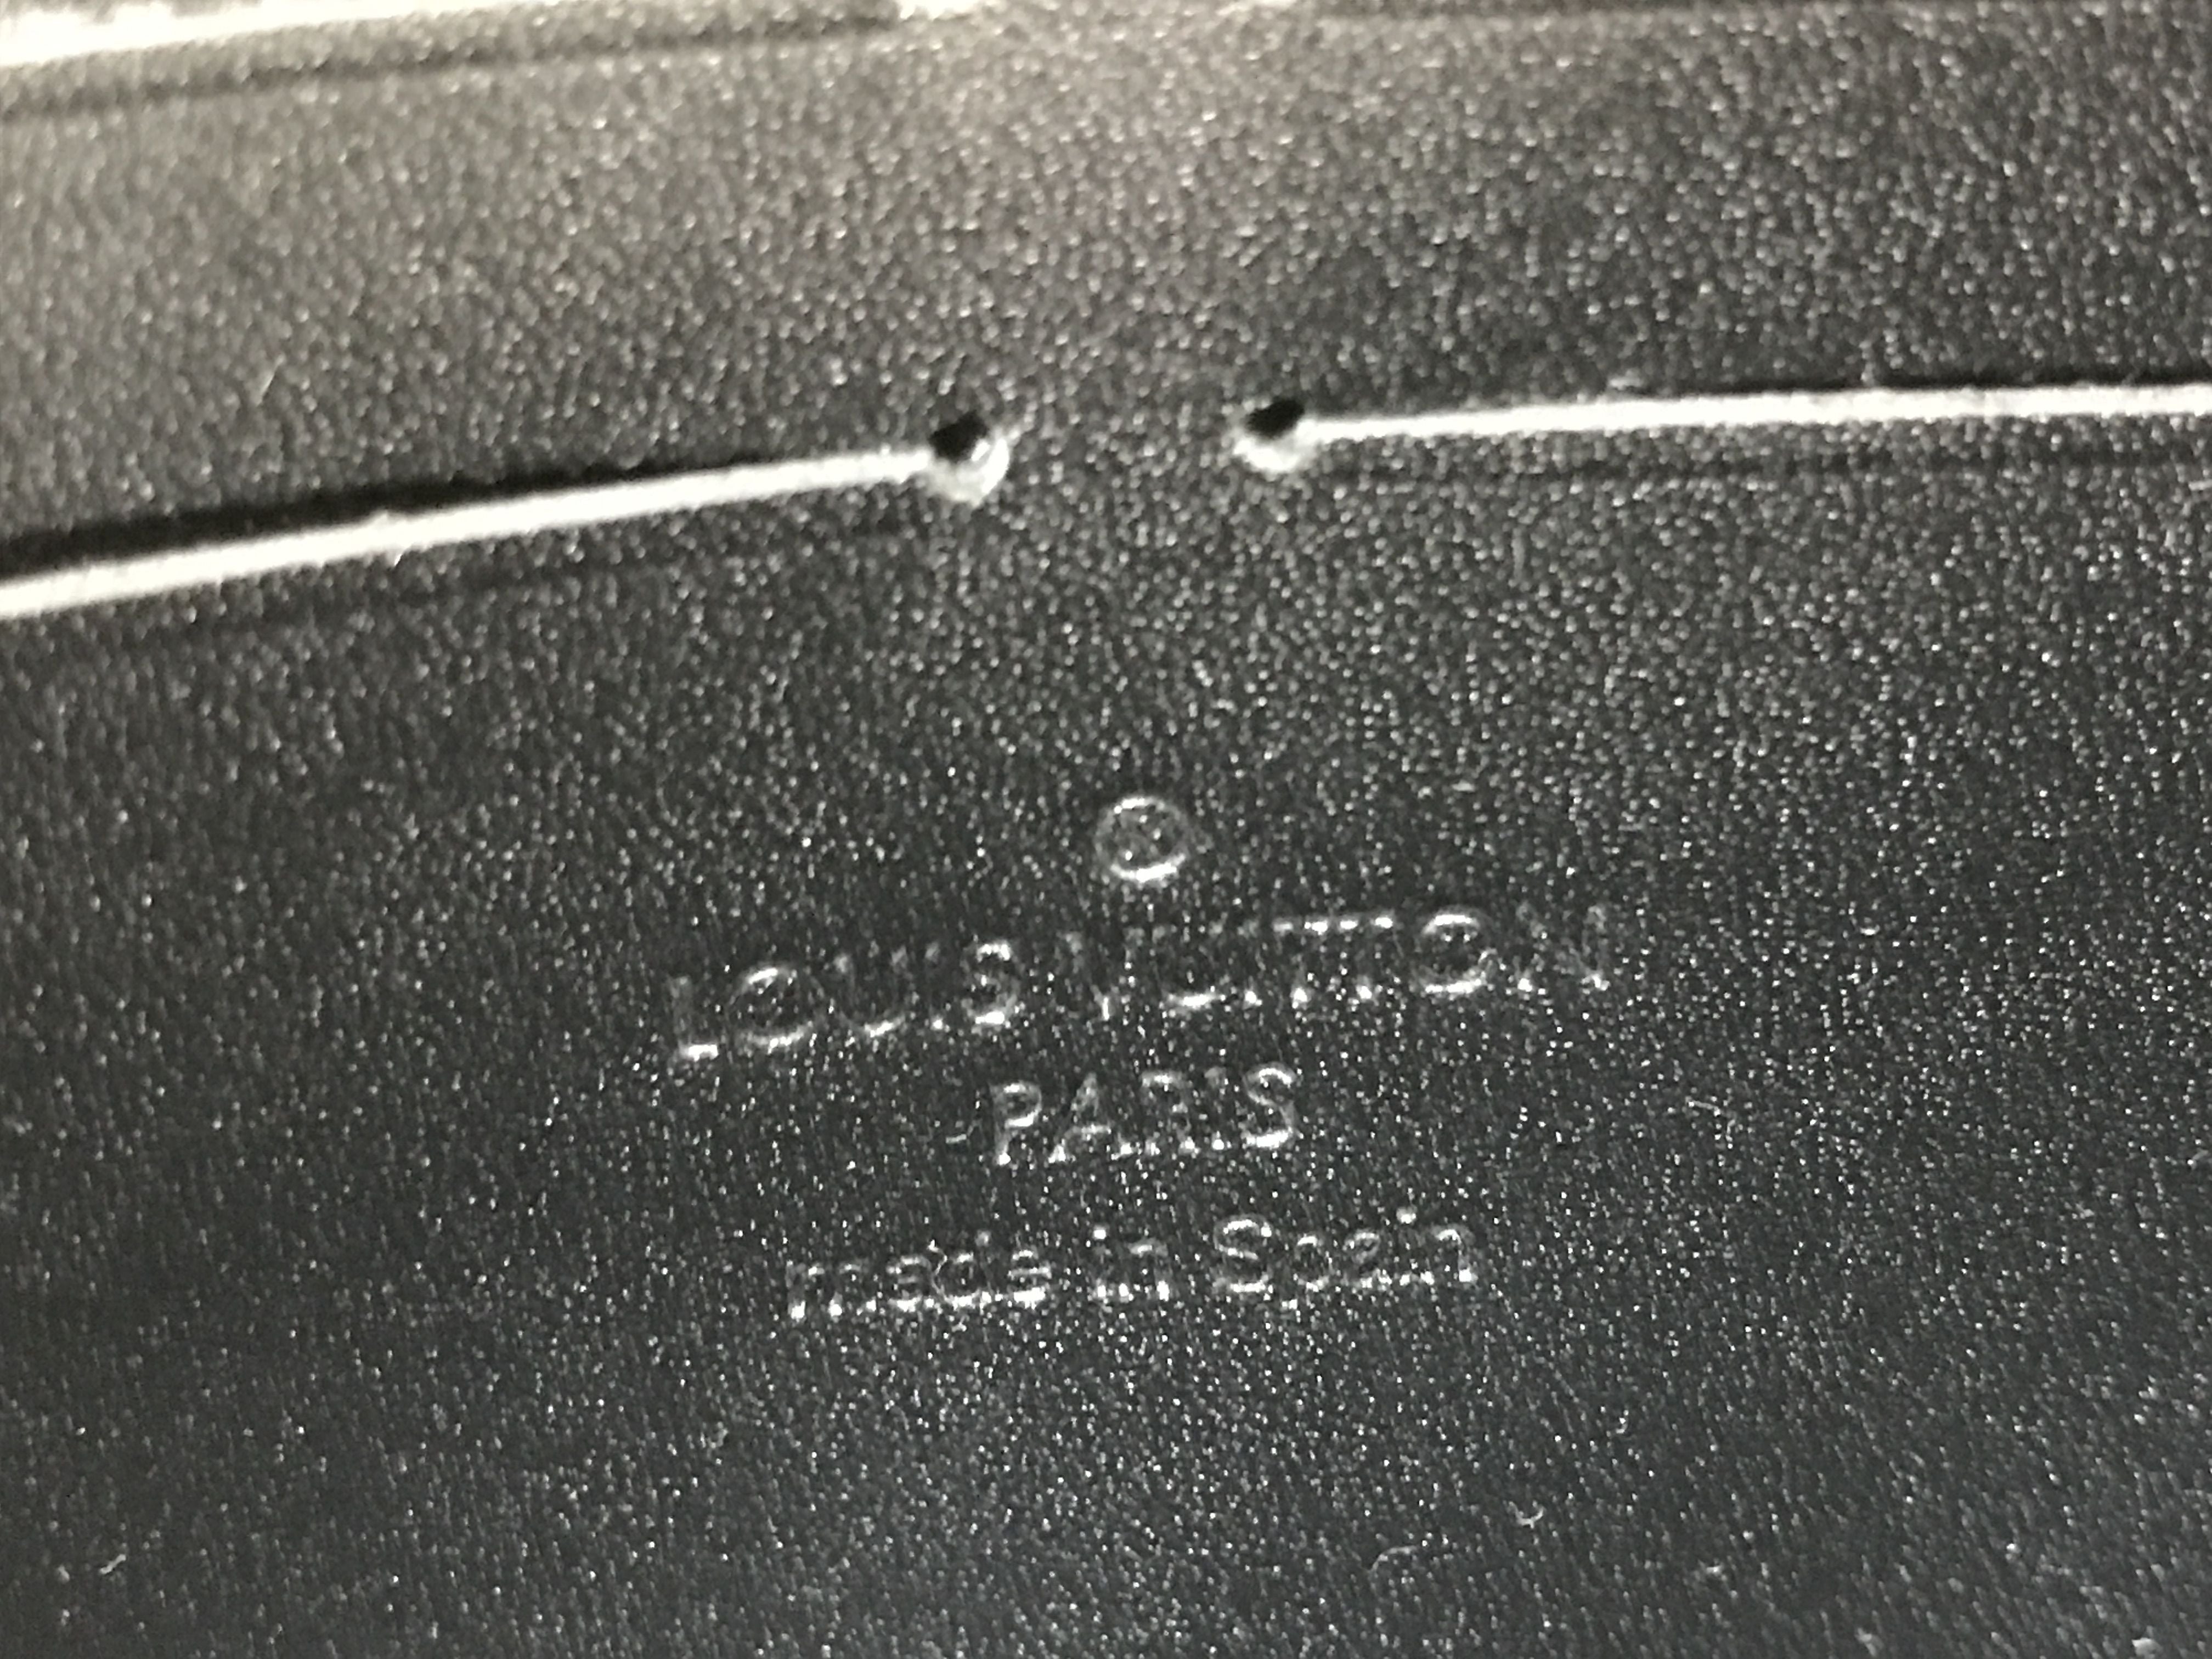 ®
LOUIS VUITTON
PARIS
made in Spain